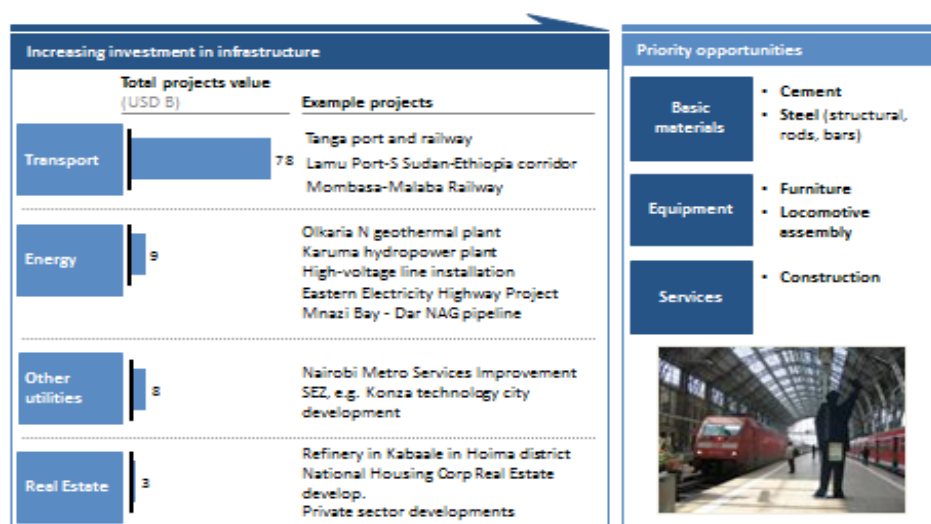 Increasing investment in infrastructure
Total projects value
(USD B)
Example projects
Transport
78
Tanga port and railway
Lamu Port-S Sudan-Ethiopia corridor
Mombasa-Malaba Railway
Energy
9
Olkaria N geothermal plant
Karuma hydropower plant
High-voltage line installation
Eastern Electricity Highway Project
Mnazi Bay - Dar NAG pipeline
Other
utilities
8
Nairobi Metro Services Improvement
SEZ, e.g. Konza technology city
development
Real Estate
3
Refinery in Kabaale in Hoima district
National Housing Corp Real Estate
develop.
Private sector developments
Priority opportunities
Basic
materials
• Cement
• Steel (structural,
rods, bars)
Equipment
• Furniture
• Locomotive
assembly
Services
• Construction